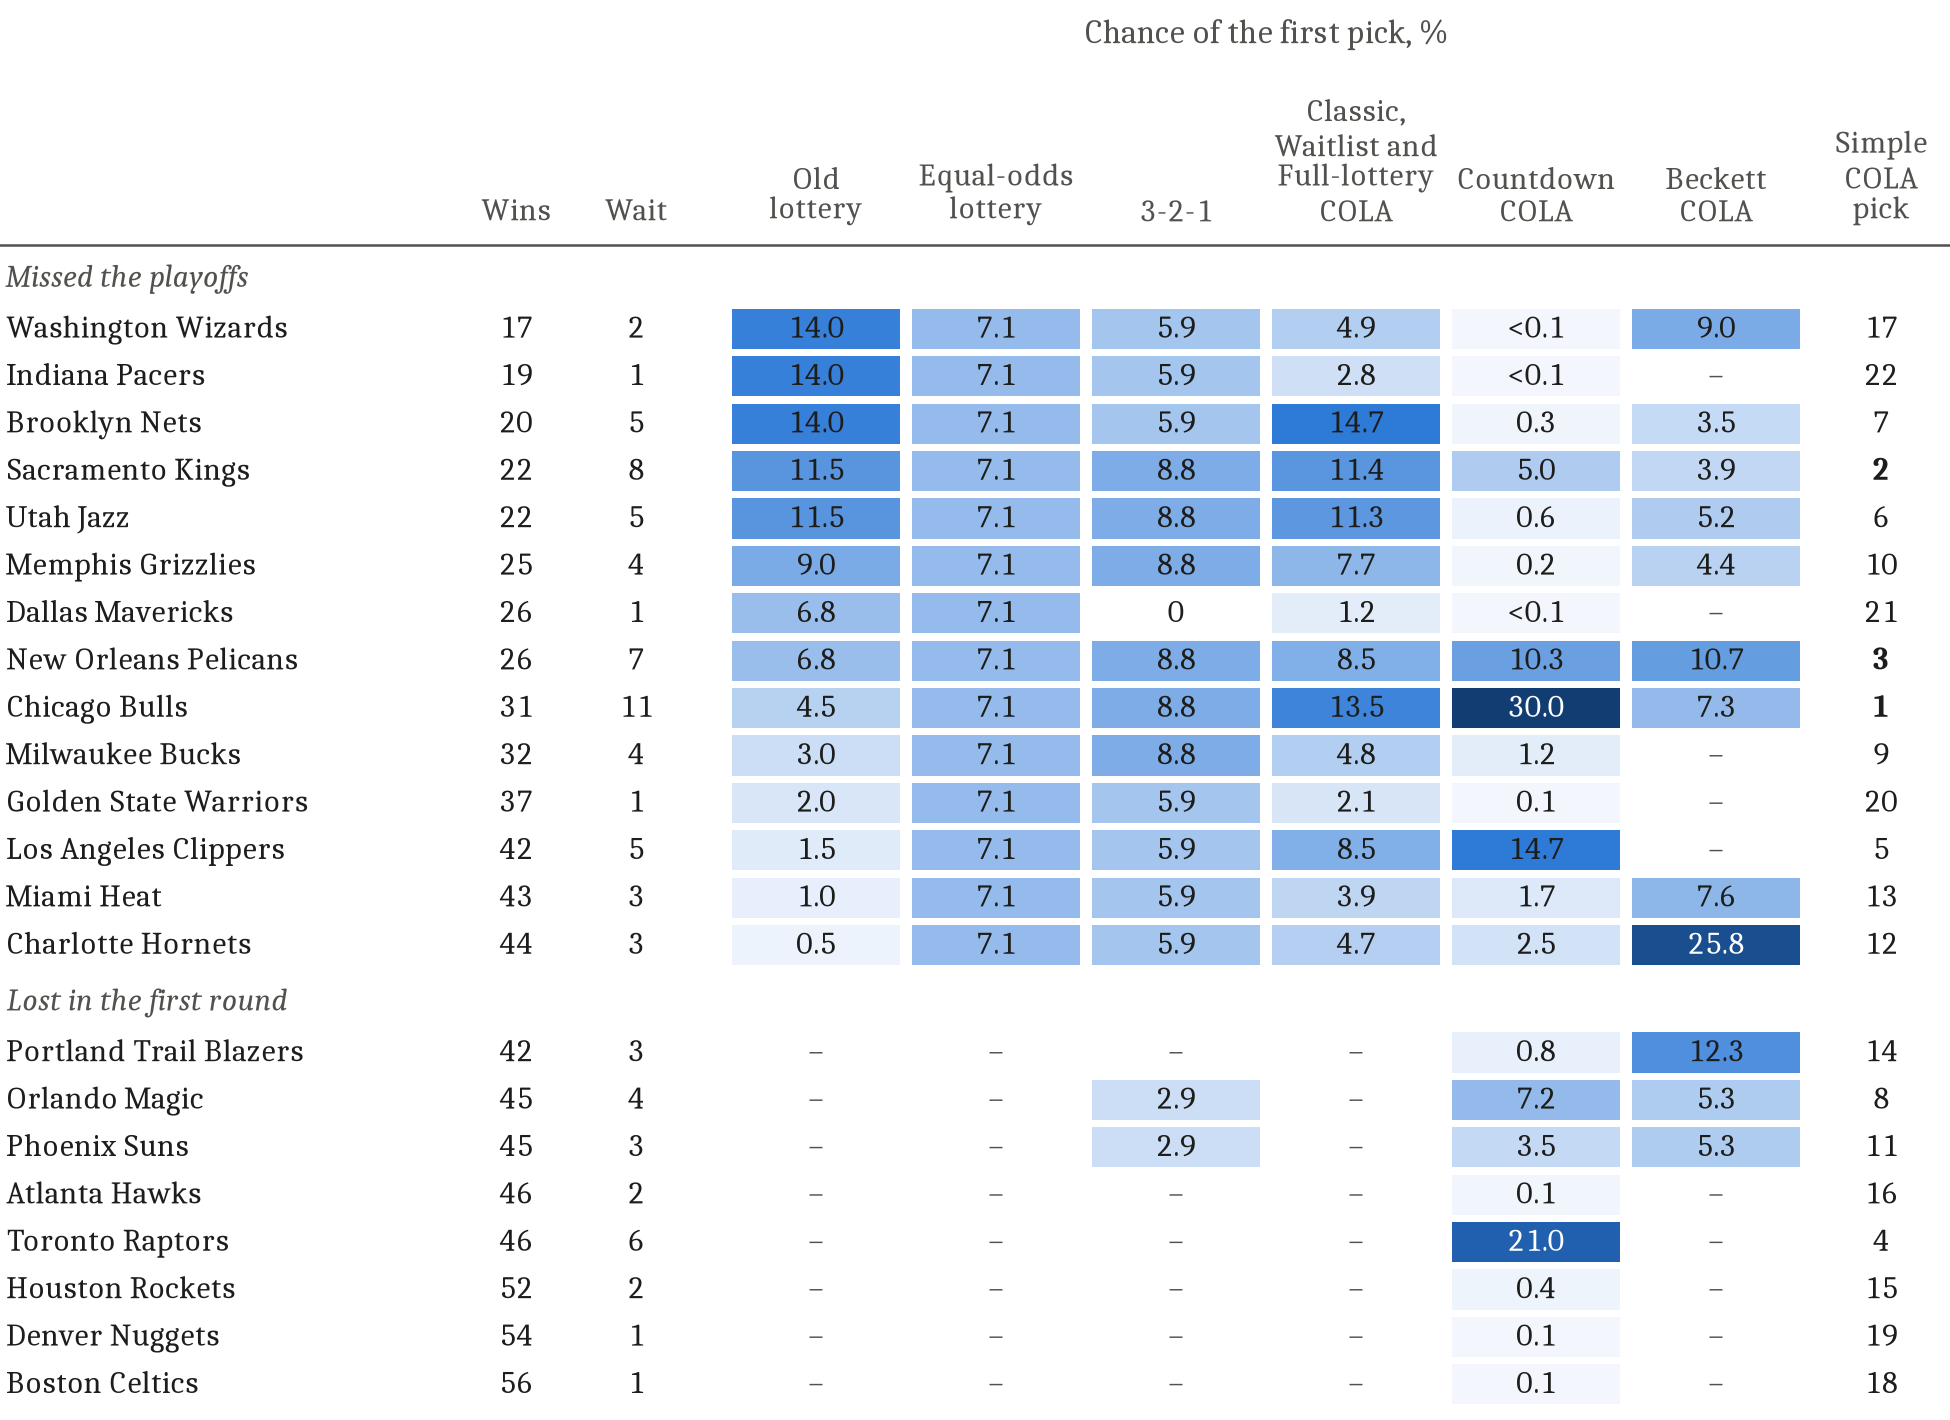 Chance of the first pick, %
Wins Wait Old lottery Equal-odds lottery 3-2-1 Classic, Waitlist and Full-lottery COLA Countdown COLA Beckett COLA Simple COLA pick
Missed the playoffs
Washington Wizards 17 2 14.0 7.1 5.9 4.9 <0.1 9.0 17
Indiana Pacers 19 1 14.0 7.1 5.9 2.8 <0.1 – 22
Brooklyn Nets 20 5 14.0 7.1 5.9 14.7 0.3 3.5 7
Sacramento Kings 22 8 11.5 7.1 8.8 11.4 5.0 3.9 2
Utah Jazz 22 5 11.5 7.1 8.8 11.3 0.6 5.2 6
Memphis Grizzlies 25 4 9.0 7.1 8.8 7.7 0.2 4.4 10
Dallas Mavericks 26 1 6.8 7.1 0 1.2 <0.1 – 21
New Orleans Pelicans 26 7 6.8 7.1 8.8 8.5 10.3 10.7 3
Chicago Bulls 31 11 4.5 7.1 8.8 13.5 30.0 7.3 1
Milwaukee Bucks 32 4 3.0 7.1 8.8 4.8 1.2 – 9
Golden State Warriors 37 1 2.0 7.1 5.9 2.1 0.1 – 20
Los Angeles Clippers 42 5 1.5 7.1 5.9 8.5 14.7 – 5
Miami Heat 43 3 1.0 7.1 5.9 3.9 1.7 7.6 13
Charlotte Hornets 44 3 0.5 7.1 5.9 4.7 2.5 25.8 12
Lost in the first round
Portland Trail Blazers 42 3 – – – – 0.8 12.3 14
Orlando Magic 45 4 – – 2.9 – 7.2 5.3 8
Phoenix Suns 45 3 – – 2.9 – 3.5 5.3 11
Atlanta Hawks 46 2 – – – – 0.1 – 16
Toronto Raptors 46 6 – – – – 21.0 – 4
Houston Rockets 52 2 – – – – 0.4 – 15
Denver Nuggets 54 1 – – – – 0.1 – 19
Boston Celtics 56 1 – – – – 0.1 – 18